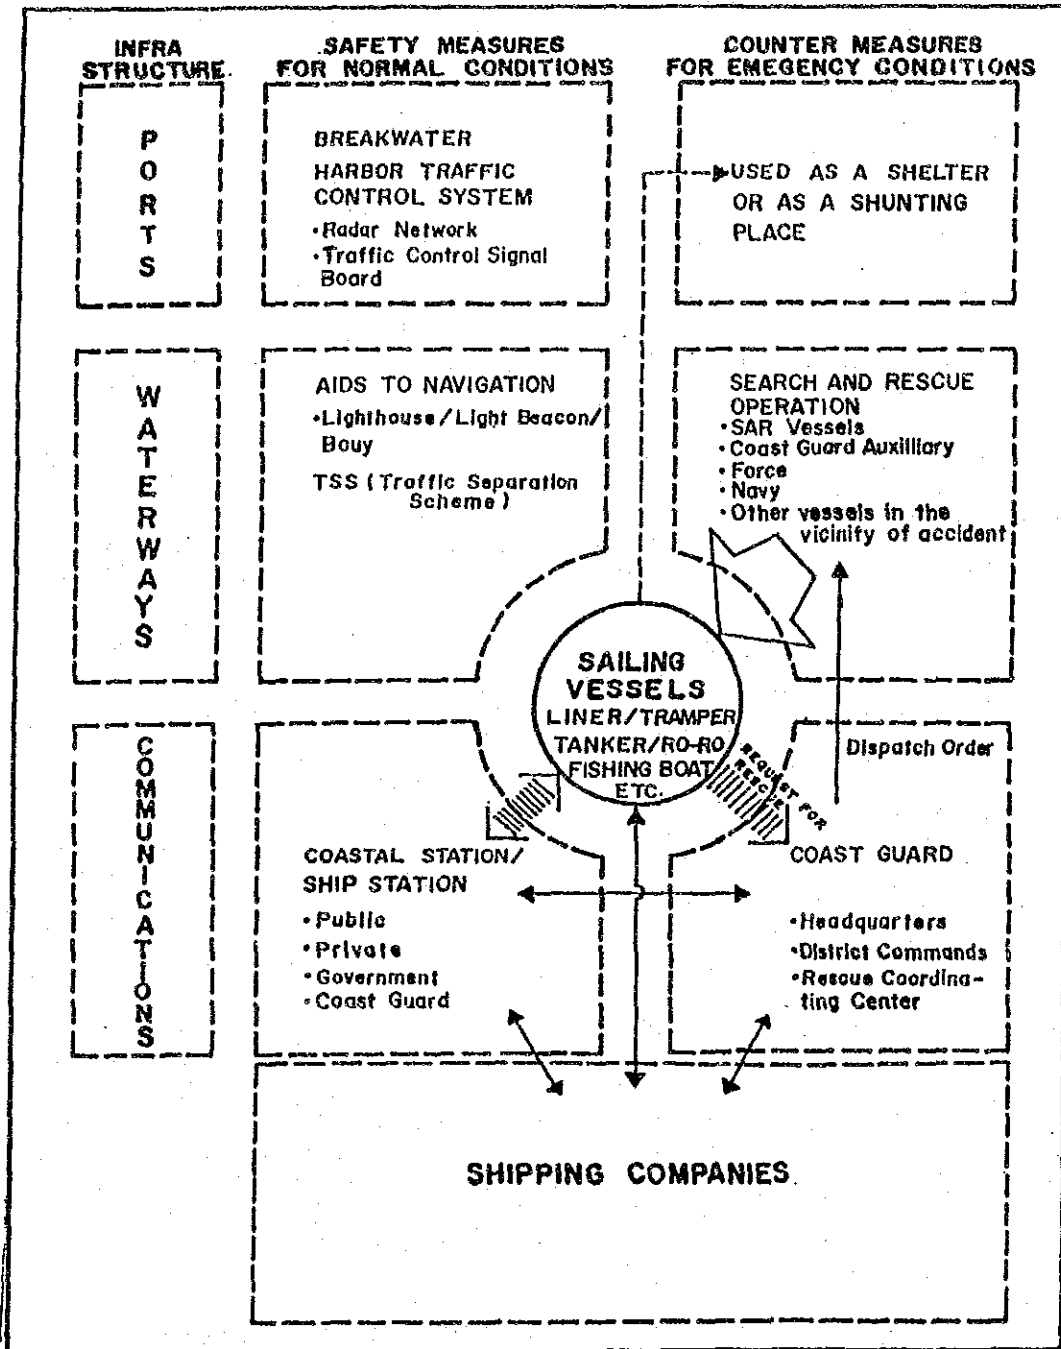 INFRA
STRUCTURE.
SAFETY MEASURES
FOR NORMAL CONDITIONS
COUNTER MEASURES
FOR EMEGENCY CONDITIONS
PORTS
BREAKWATER
HARBOR TRAFFIC
CONTROL SYSTEM
•Radar Network
•Traffic Control Signal
Board
USED AS A SHELTER
OR AS A SHUNTING
PLACE
WATERWAYS
AIDS TO NAVIGATION
•Lighthouse/Light Beacon/
Bouy
TSS (Traffic Separation
Scheme)
SEARCH AND RESCUE
OPERATION
•SAR Vessels
•Coast Guard Auxilliary
•Force
•Navy
•Other vessels in the
vicinity of accident
SAILING
VESSELS
LINER/TRAMPER
TANKER/RO-RO
FISHING BOAT
ETC.
REQUEST FOR
RESCUE
Dispatch Order
COMMUNICATIONS
COASTAL STATION/
SHIP STATION
•Public
•Private
•Government
•Coast Guard
COAST GUARD
•Headquarters
•District Commands
•Rescue Coordina-
ting Center
SHIPPING COMPANIES